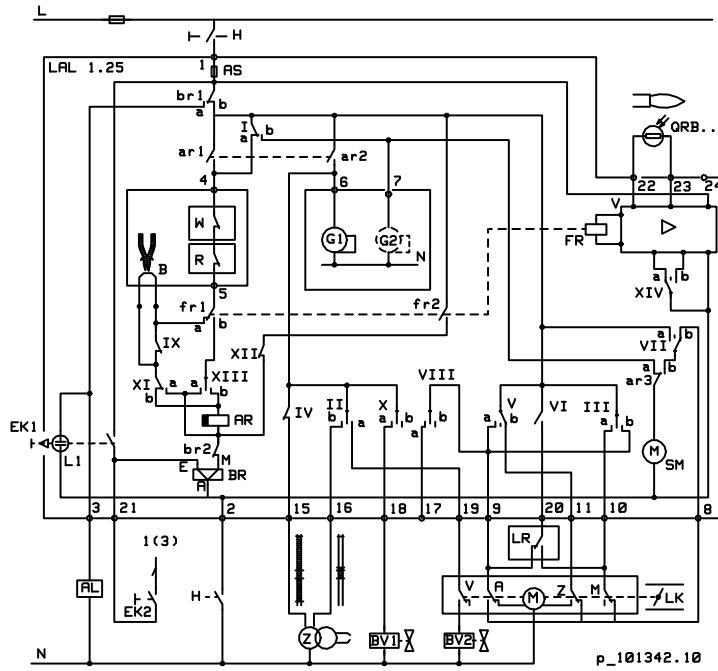 L
H
LAL 1.25
1
AS
br1
a
b
I
a
b
QRB..
ar1
ar2
4
6
7
22
23
24
V
W
R
B
G1
G2
N
FR
5
a
b
XIV
fr1
a
b
fr2
IX
XII
a
b
VII
XI
b
a
a
XIII
b
VIII
a
b
ar3
AR
IV
II
a
b
X
a
b
a
b
V
a
b
VI
III
a
b
EK1
L1
br2
M
E
BR
A
M
SM
3
21
2
15
16
18
17
19
9
20
11
10
8
1(3)
LR
AL
EK2
H
V
A
M
Z
M
LK
Z
BV1
BV2
N
p_101342.10